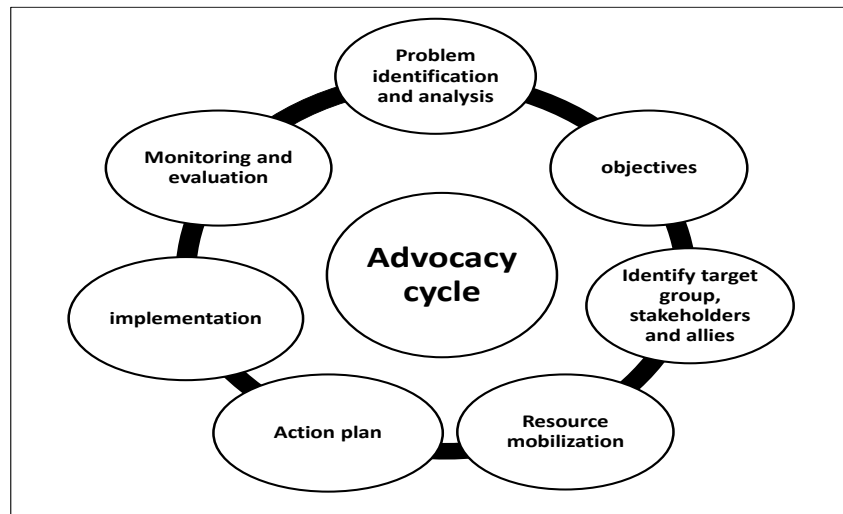 Problem
identification
and analysis
objectives
Identify target
group,
stakeholders
and allies
Resource
mobilization
Action plan
implementation
Monitoring and
evaluation
Advocacy
cycle